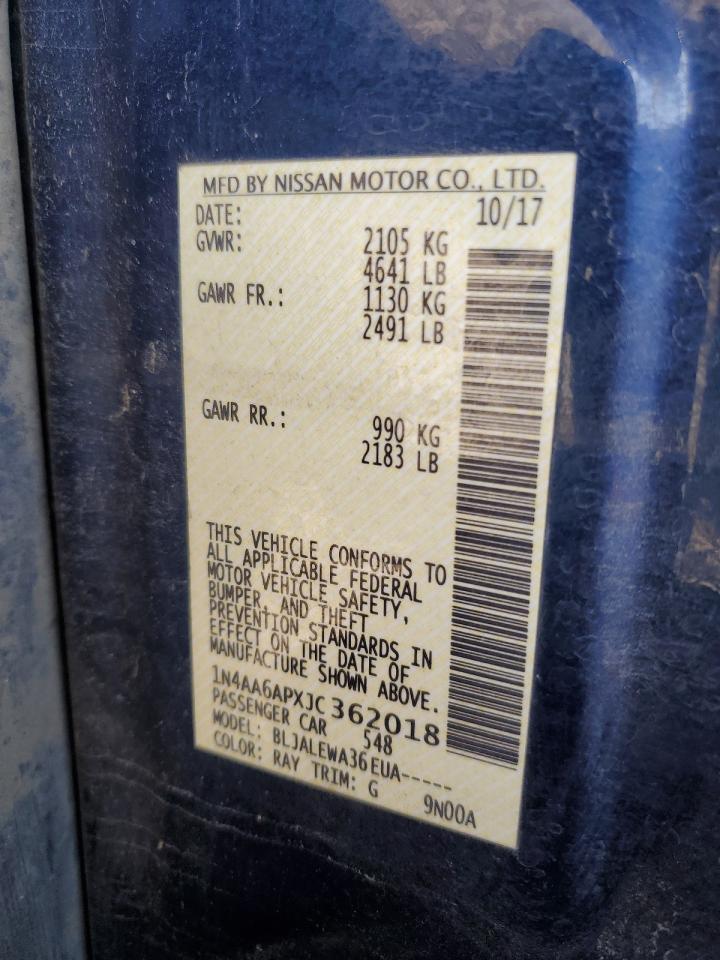 MFD BY NISSAN MOTOR CO., LTD.
DATE: 10/17
GVWR: 2105 KG
4641 LB
GAWR FR.: 1130 KG
2491 LB
GAWR RR.: 990 KG
2183 LB
THIS VEHICLE CONFORMS TO
ALL APPLICABLE FEDERAL
MOTOR VEHICLE SAFETY,
BUMPER, AND THEFT
PREVENTION STANDARDS IN
EFFECT ON THE DATE OF
MANUFACTURE SHOWN ABOVE.
1N4AA6APXJC362018
PASSENGER CAR 548
MODEL: BLJALEWA36EUA-----
COLOR: RAY TRIM: G 9N00A